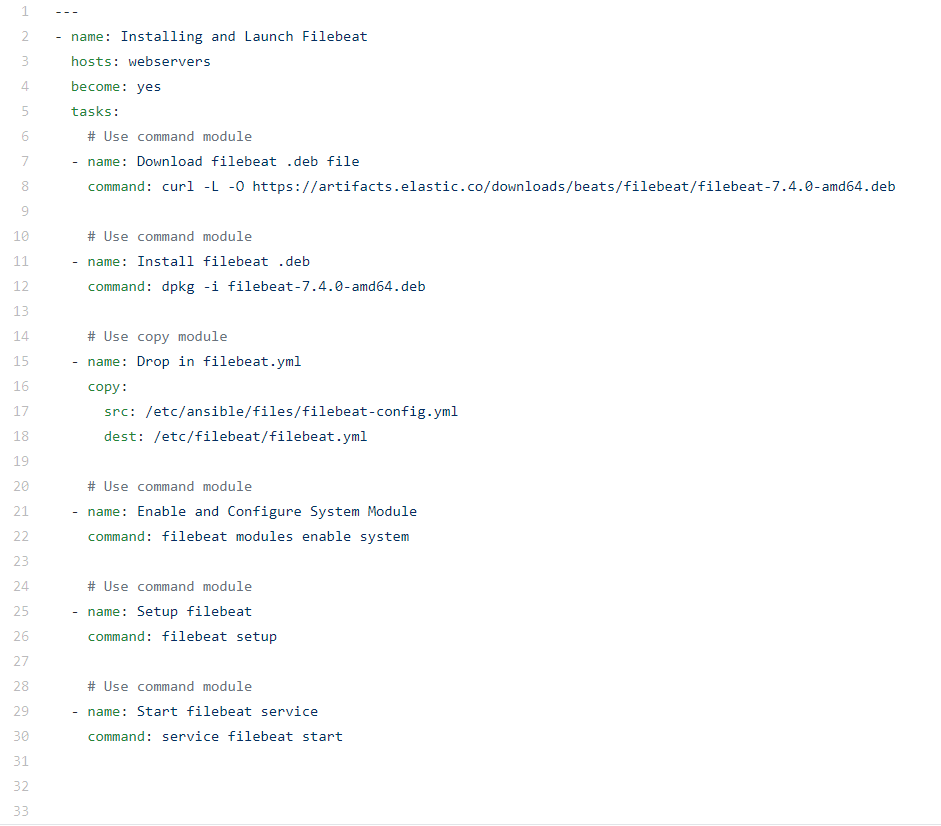 1 ---
2 - name: Installing and Launch Filebeat
3   hosts: webservers
4   become: yes
5   tasks:
6     # Use command module
7   - name: Download filebeat .deb file
8     command: curl -L -O https://artifacts.elastic.co/downloads/beats/filebeat/filebeat-7.4.0-amd64.deb
9
10     # Use command module
11   - name: Install filebeat .deb
12     command: dpkg -i filebeat-7.4.0-amd64.deb
13
14     # Use copy module
15   - name: Drop in filebeat.yml
16     copy:
17       src: /etc/ansible/files/filebeat-config.yml
18       dest: /etc/filebeat/filebeat.yml
19
20     # Use command module
21   - name: Enable and Configure System Module
22     command: filebeat modules enable system
23
24     # Use command module
25   - name: Setup filebeat
26     command: filebeat setup
27
28     # Use command module
29   - name: Start filebeat service
30     command: service filebeat start
31
32
33